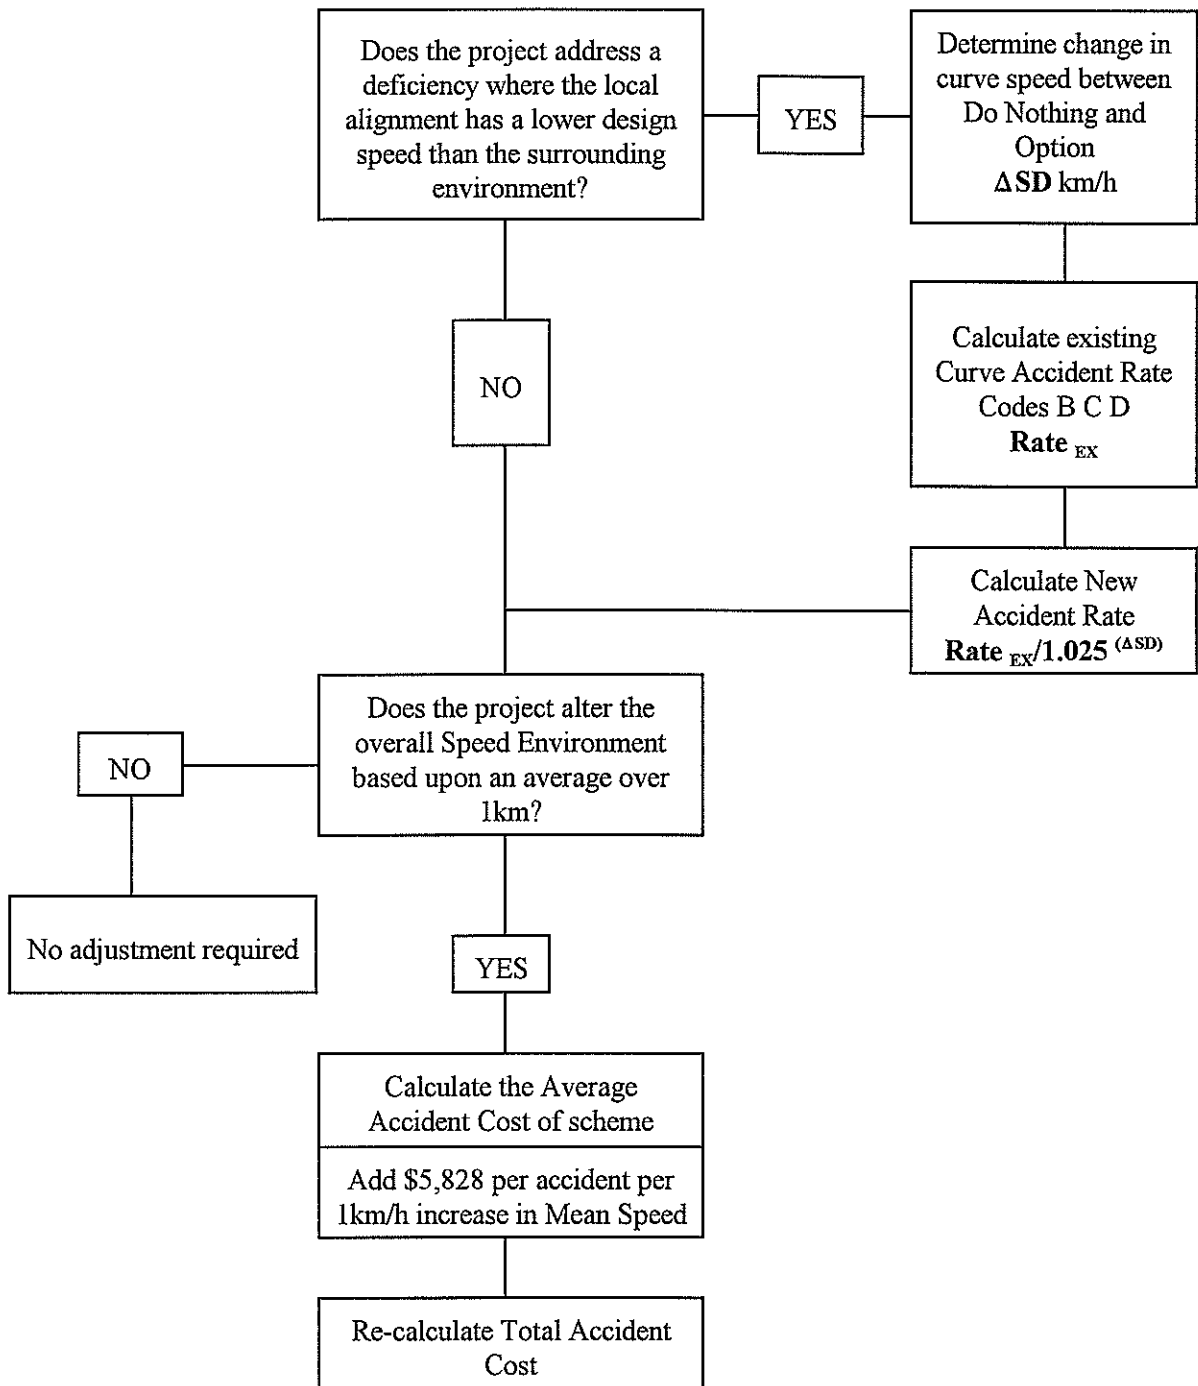 Does the project address a
deficiency where the local
alignment has a lower design
speed than the surrounding
environment?
YES
Determine change in
curve speed between
Do Nothing and
Option
ΔSD km/h
NO
Calculate existing
Curve Accident Rate
Codes B C D
Rate EX
Calculate New
Accident Rate
Rate EX/1.025 (ΔSD)
Does the project alter the
overall Speed Environment
based upon an average over
1km?
NO
No adjustment required
YES
Calculate the Average
Accident Cost of scheme
Add $5,828 per accident per
1km/h increase in Mean Speed
Re-calculate Total Accident
Cost